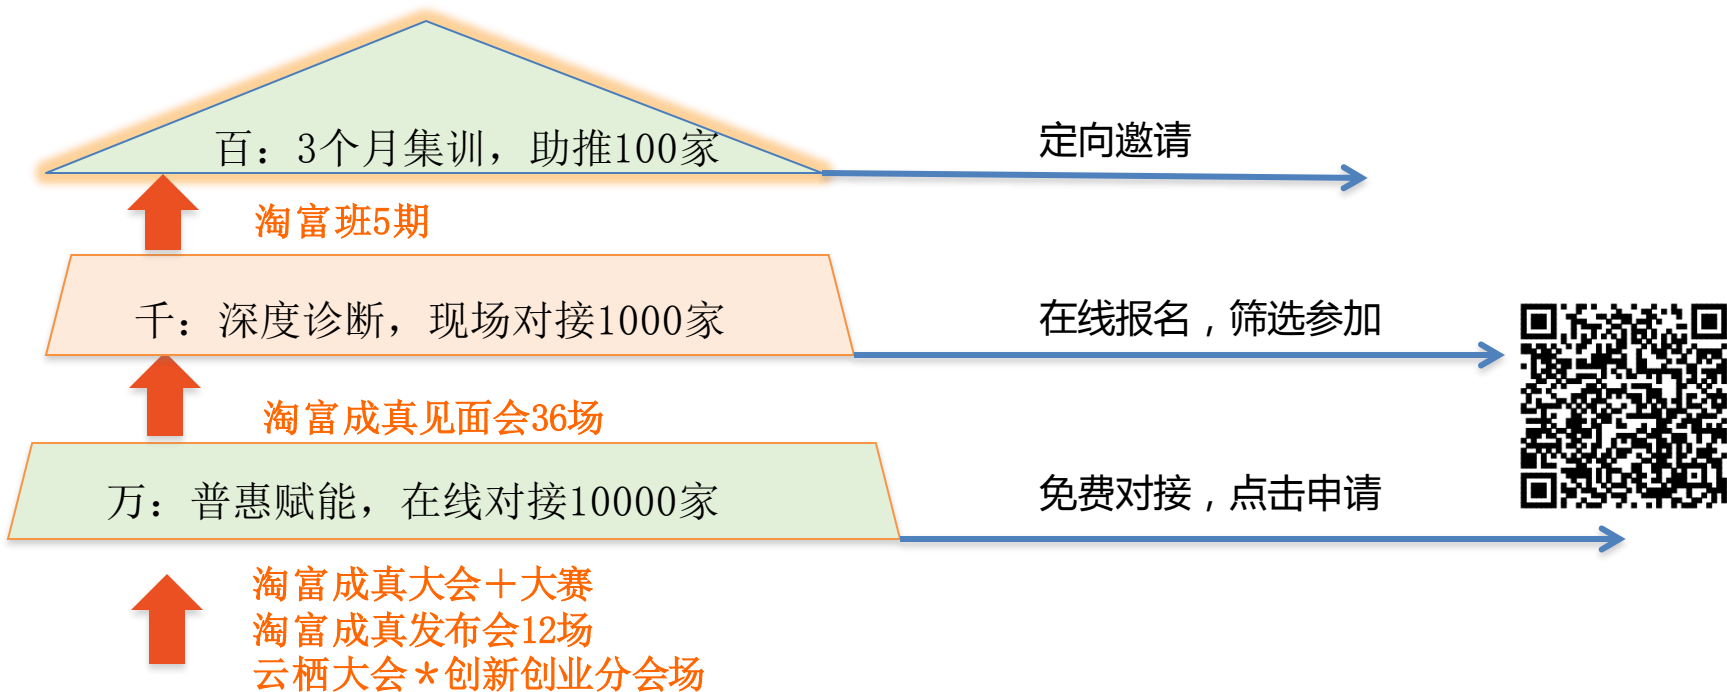 百：3个月集训，助推100家
定向邀请
淘富班5期
千：深度诊断，现场对接1000家
在线报名，筛选参加
淘富成真见面会36场
万：普惠赋能，在线对接10000家
免费对接，点击申请
淘富成真大会＋大赛
淘富成真发布会12场
云栖大会＊创新创业分会场